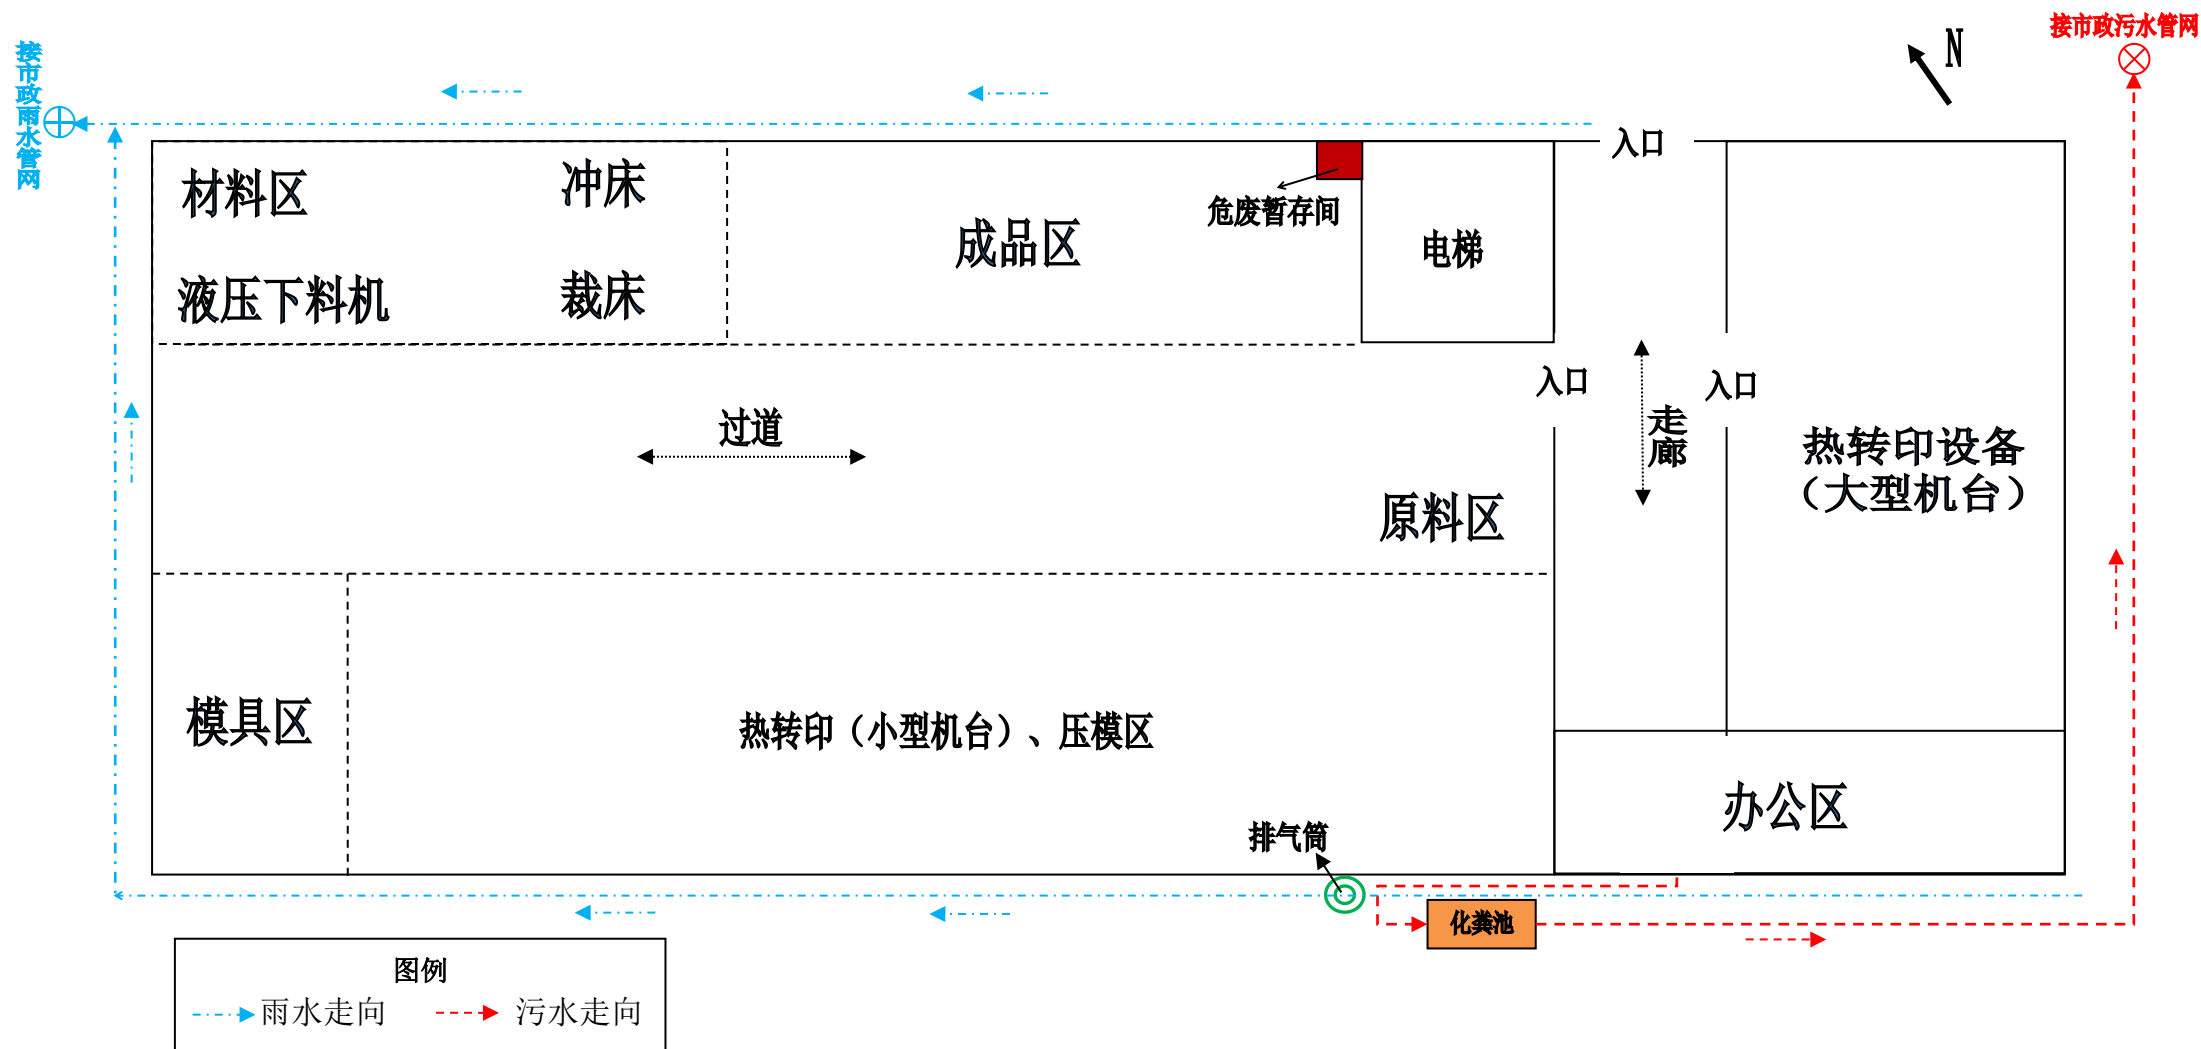 接市政污水管网
N
接市政雨水管网
入口
材料区
冲床
危废暂存间
成品区
电梯
液压下料机
裁床
入口
入口
过道
走廊
热转印设备
（大型机台）
原料区
模具区
热转印（小型机台）、压模区
办公区
排气筒
化粪池
图例
雨水走向
污水走向